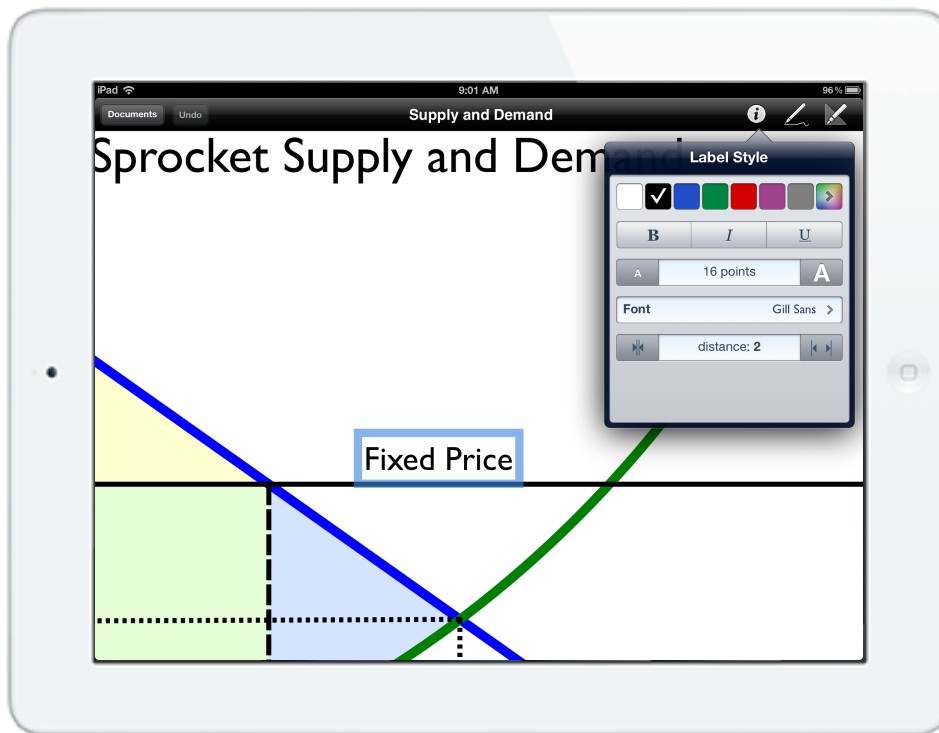 iPad 9:01 AM 96%
Documents Undo Supply and Demand i
Sprocket Supply and Demand
Label Style
B I U
A 16 points A
Font Gill Sans
distance: 2
Fixed Price